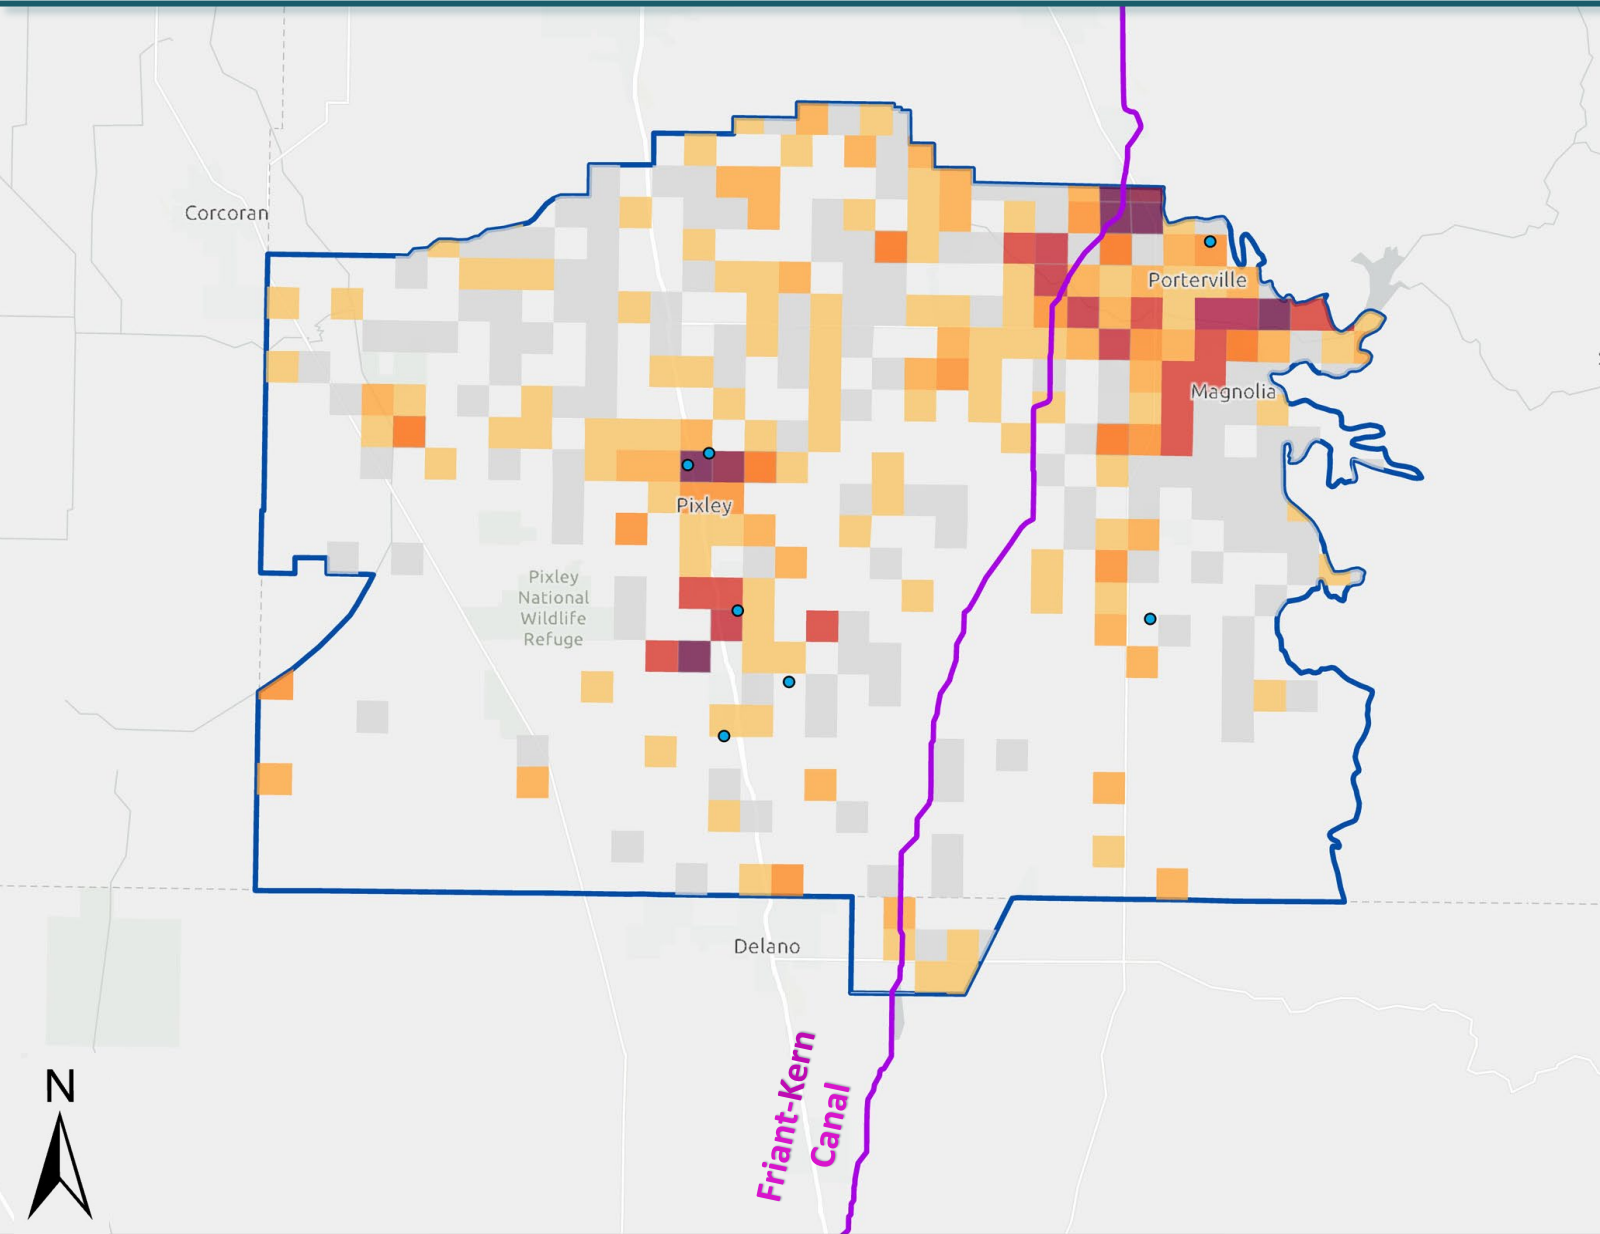 Corcoran
Porterville
Magnolia
Pixley
Pixley
National
Wildlife
Refuge
Delano
Friant-Kern
Canal
N